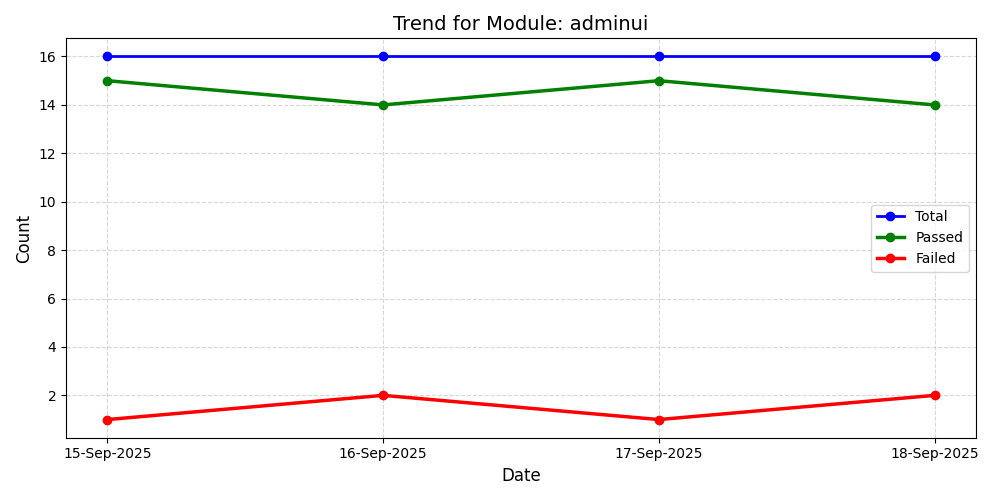 Trend for Module: adminui
16
14
12
10
8
6
4
2
Count
Total
Passed
Failed
15-Sep-2025
16-Sep-2025
17-Sep-2025
18-Sep-2025
Date